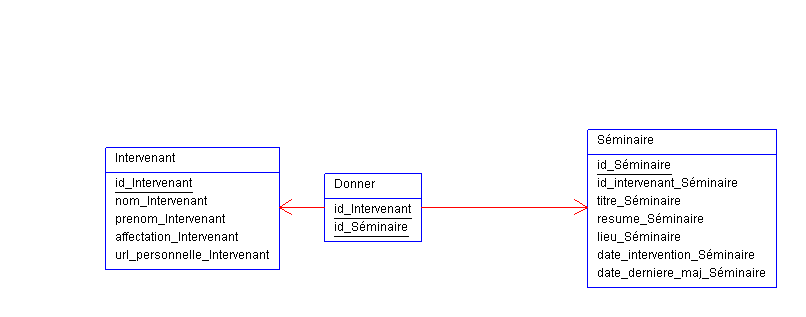 Intervenant
id_Intervenant
nom_Intervenant
prenom_Intervenant
affectation_Intervenant
url_personnelle_Intervenant
Donner
id_Intervenant
id_Séminaire
Séminaire
id_Séminaire
id_intervenant_Séminaire
titre_Séminaire
resume_Séminaire
lieu_Séminaire
date_intervention_Séminaire
date_derniere_maj_Séminaire